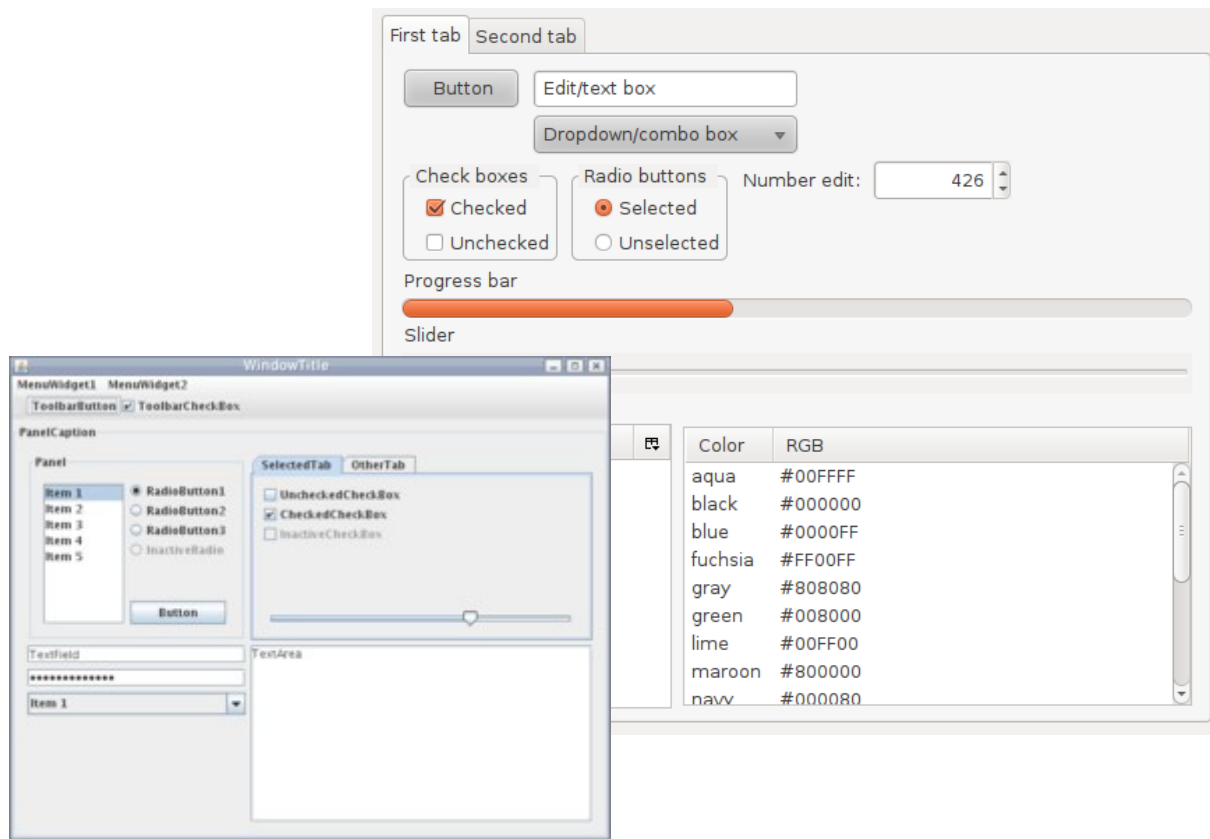 First tab Second tab
Button Edit/text box
Dropdown/combo box
Check boxes Radio buttons Number edit: 426
Checked Selected
Unchecked Unselected
Progress bar
Slider
Color RGB
aqua #00FFFF
black #000000
blue #0000FF
fuchsia #FF00FF
gray #808080
green #008000
lime #00FF00
maroon #800000
navy #000080
WindowTitle
MenuWidget1 MenuWidget2
ToolbarButton ToolbarCheckBox
PanelCaption
Panel
Item 1
Item 2
Item 3
Item 4
Item 5
RadioButton1
RadioButton2
RadioButton3
InactiveRadio
Button
SelectedTab OtherTab
UncheckedCheckBox
CheckedCheckBox
InactiveCheckBox
TextField
•••••••••••••
Item 1
TextArea